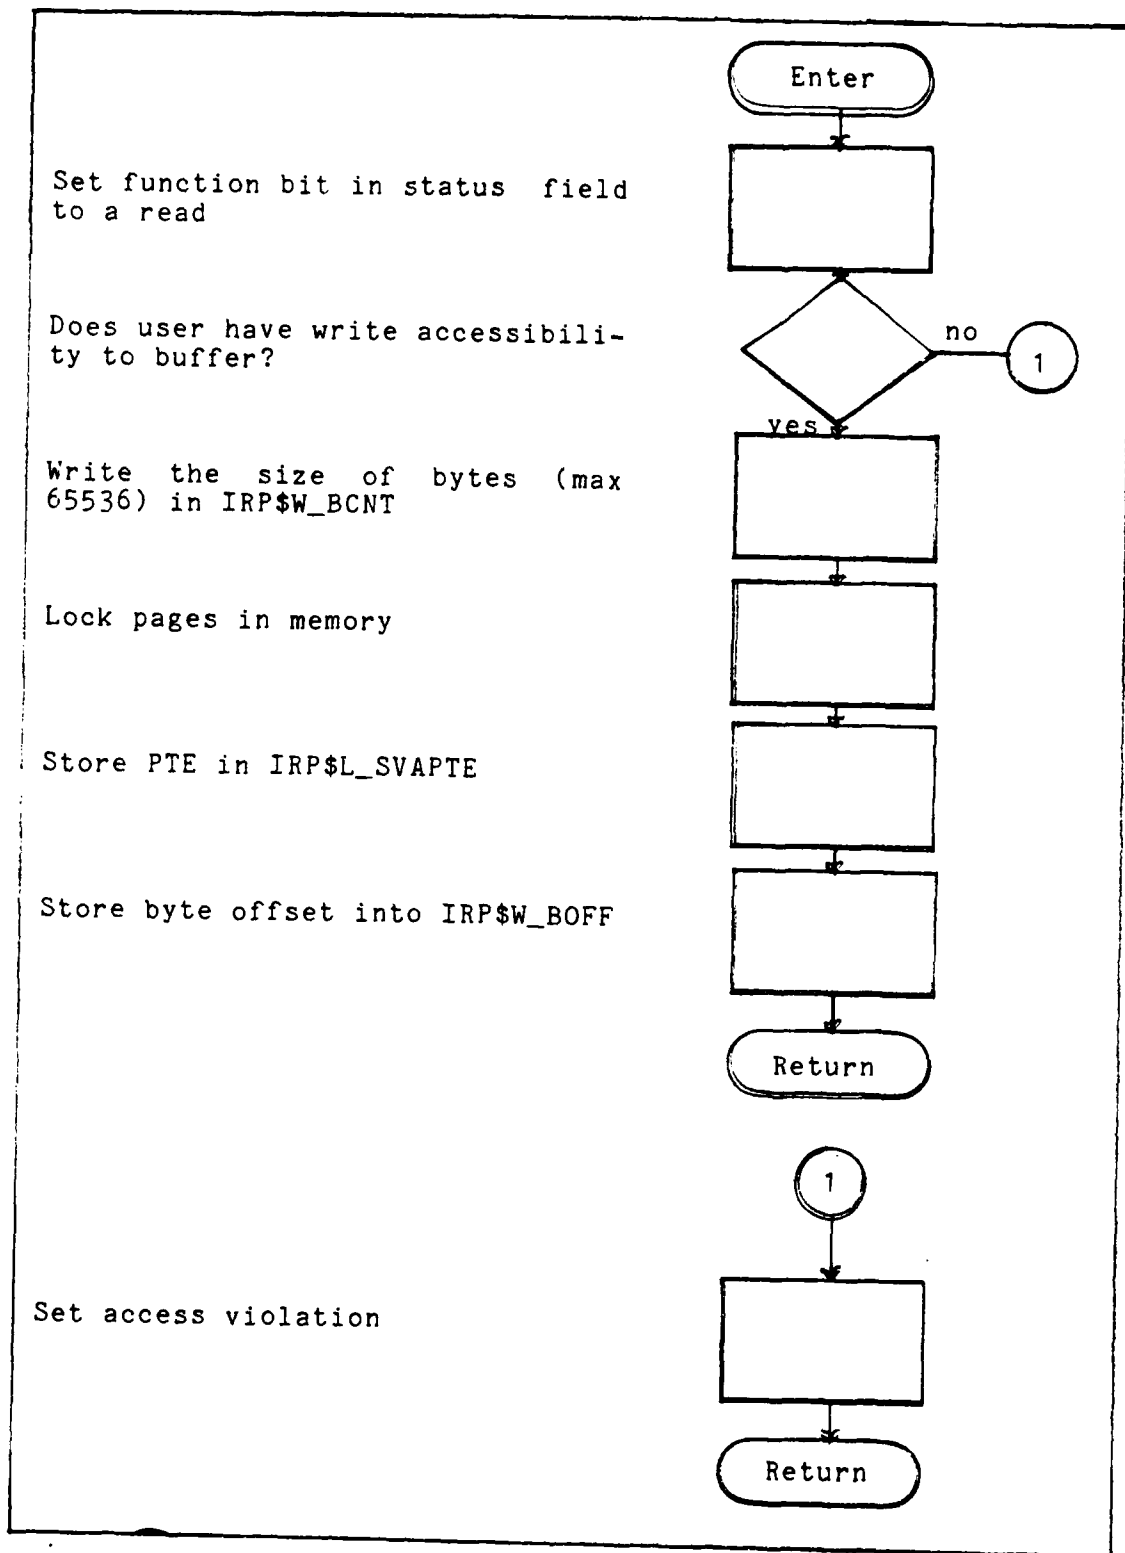 Enter
Set function bit in status field
to a read
Does user have write accessibili-
ty to buffer?
no
1
yes
Write the size of bytes (max
65536) in IRP$W_BCNT
Lock pages in memory
Store PTE in IRP$L_SVAPTE
Store byte offset into IRP$W_BOFF
Return
1
Set access violation
Return